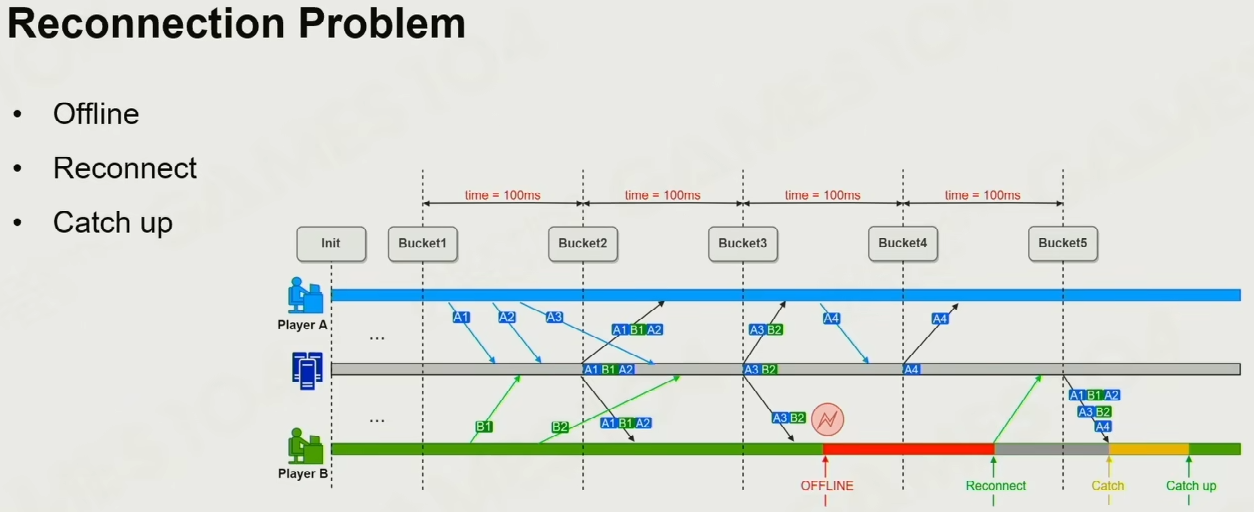 Reconnection Problem
• Offline
• Reconnect
• Catch up
time = 100ms time = 100ms time = 100ms time = 100ms
Init Bucket1 Bucket2 Bucket3 Bucket4 Bucket5
Player A
A1 A2 A3 A4 A4
A1 B1 A2 A3 B2
...
A1 B1 A2 A3 B2 A4
...
B1 B2 A1 B1 A2 A3 B2
A1 B1 A2
A3 B2
A4
Player B
OFFLINE Reconnect Catch Catch up
GAMES 104